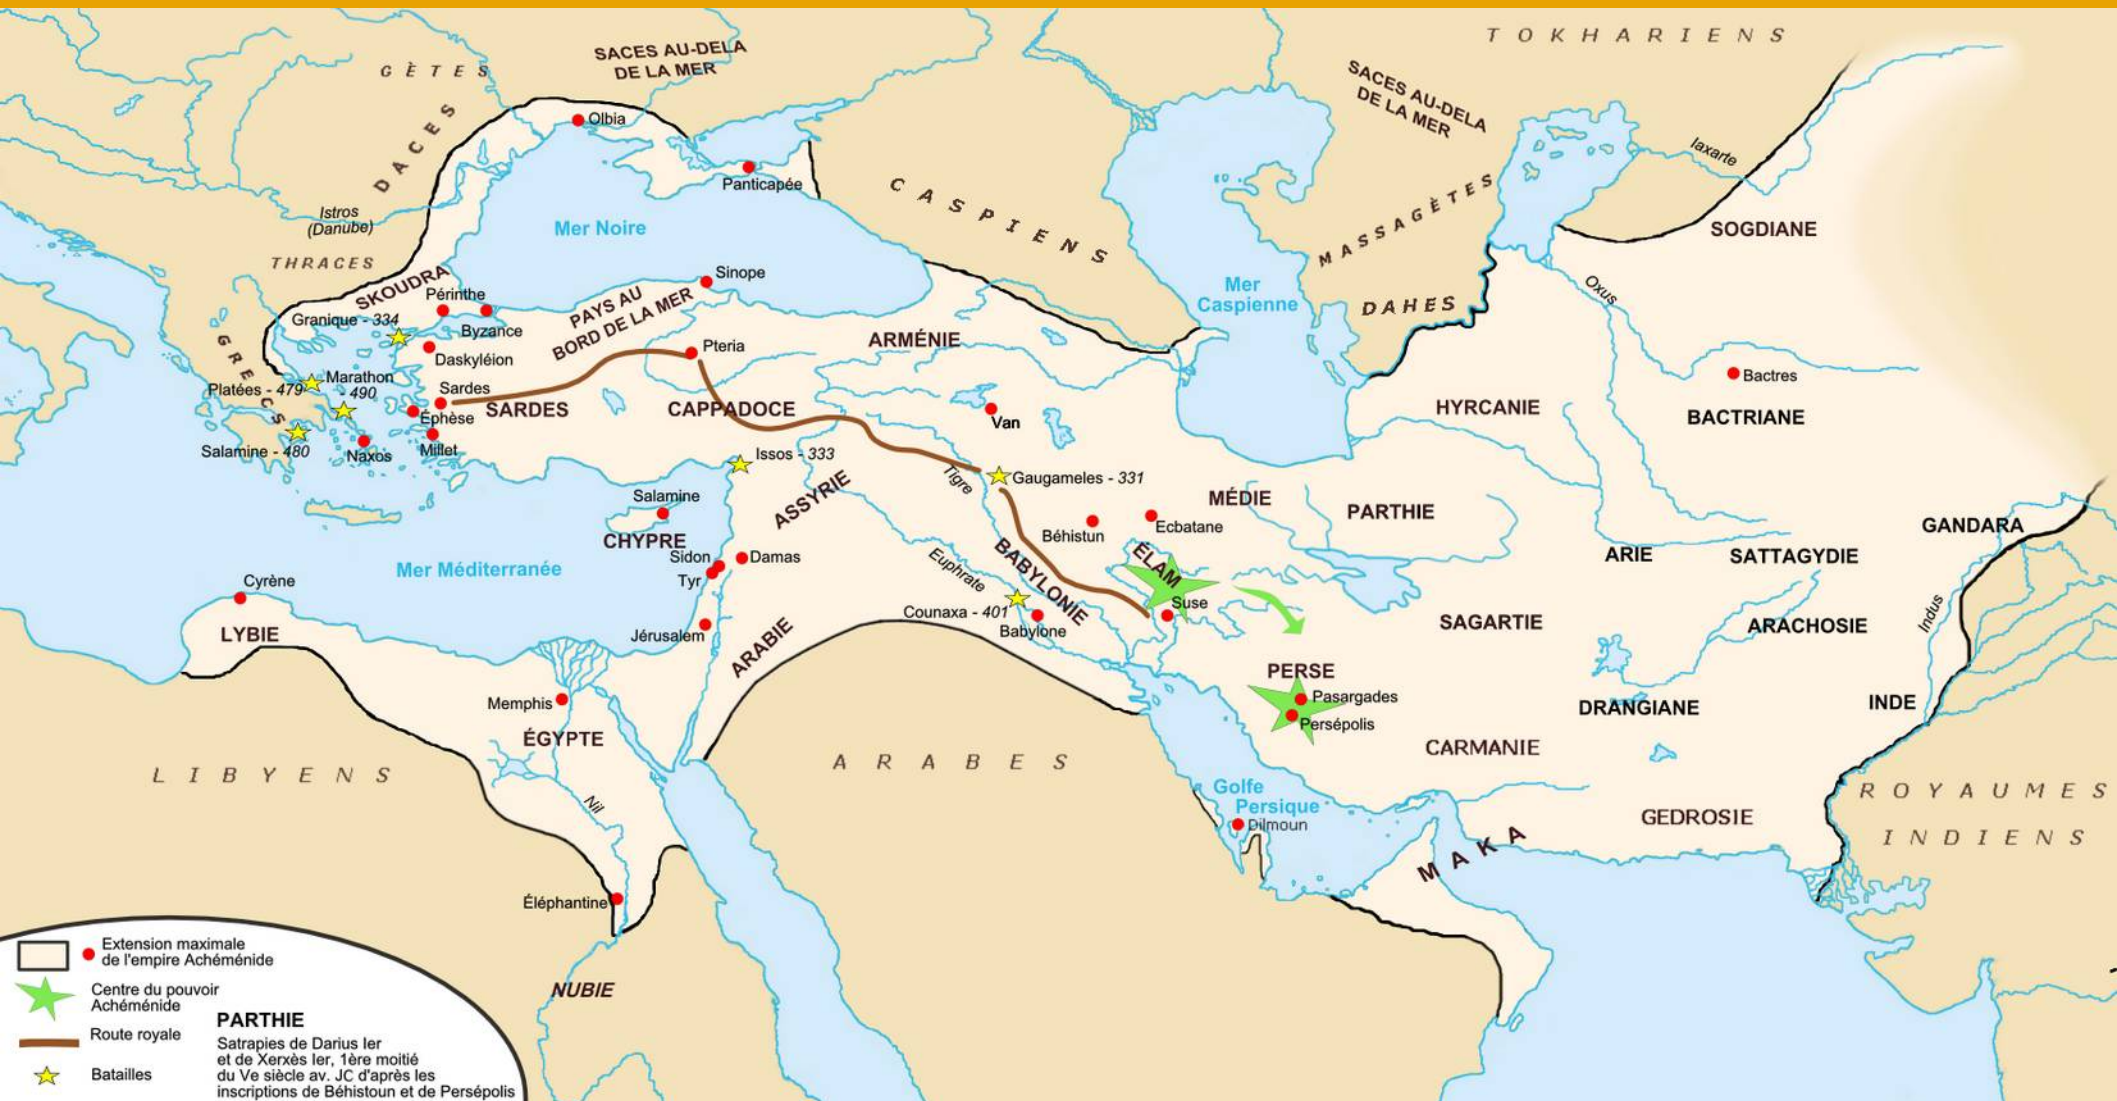 TOKHARIENS
SACES AU-DELA
DE LA MER
GÈTES
SACES AU-DELA
DE LA MER
DACES
Olbia
Iaxarte
Panticapée
CASPIENS
MASSAGÈTES
Istros
(Danube)
Mer Noire
SOGDIANE
THRACES
SKOUDRA
Sinope
Mer
Caspienne
Oxus
Périnthe
PAYS AU
BORD DE LA MER
DAHES
Granique - 334
Byzance
ARMÉNIE
GRECS
Daskyléion
Pteria
Bactres
Marathon
- 490
Platées - 479
Sardes
SARDES
CAPPADOCE
HYRCANIE
BACTRIANE
Éphèse
Van
Salamine - 480
Naxos
Millet
Issos - 333
Tigre
Gaugameles - 331
ASSYRIE
Salamine
MÉDIE
PARTHIE
Ecbatane
GANDARA
Béhistun
CHYPRE
ÉLAM
ARIE
SATTAGYDIE
Sidon
Damas
Mer Méditerranée
Euphrate
BABYLONIE
Tyr
Cyrène
Suse
Counaxa - 401
Indus
LYBIE
Jérusalem
ARABIE
Babylone
SAGARTIE
ARACHOSIE
PERSE
Memphis
Pasargades
INDE
DRANGIANE
Persépolis
ÉGYPTE
CARMANIE
LIBYENS
ARABES
Golfe
Persique
ROYAUMES
INDIENS
Nil
Dilmoun
GEDROSIE
MAKA
Éléphantine
NUBIE
Extension maximale
de l'empire Achéménide
Centre du pouvoir
Achéménide
Route royale
Batailles
PARTHIE
Satrapies de Darius Ier
et de Xerxès Ier, 1ère moitié
du Ve siècle av. JC d'après les
inscriptions de Béhistoun et de Persépolis